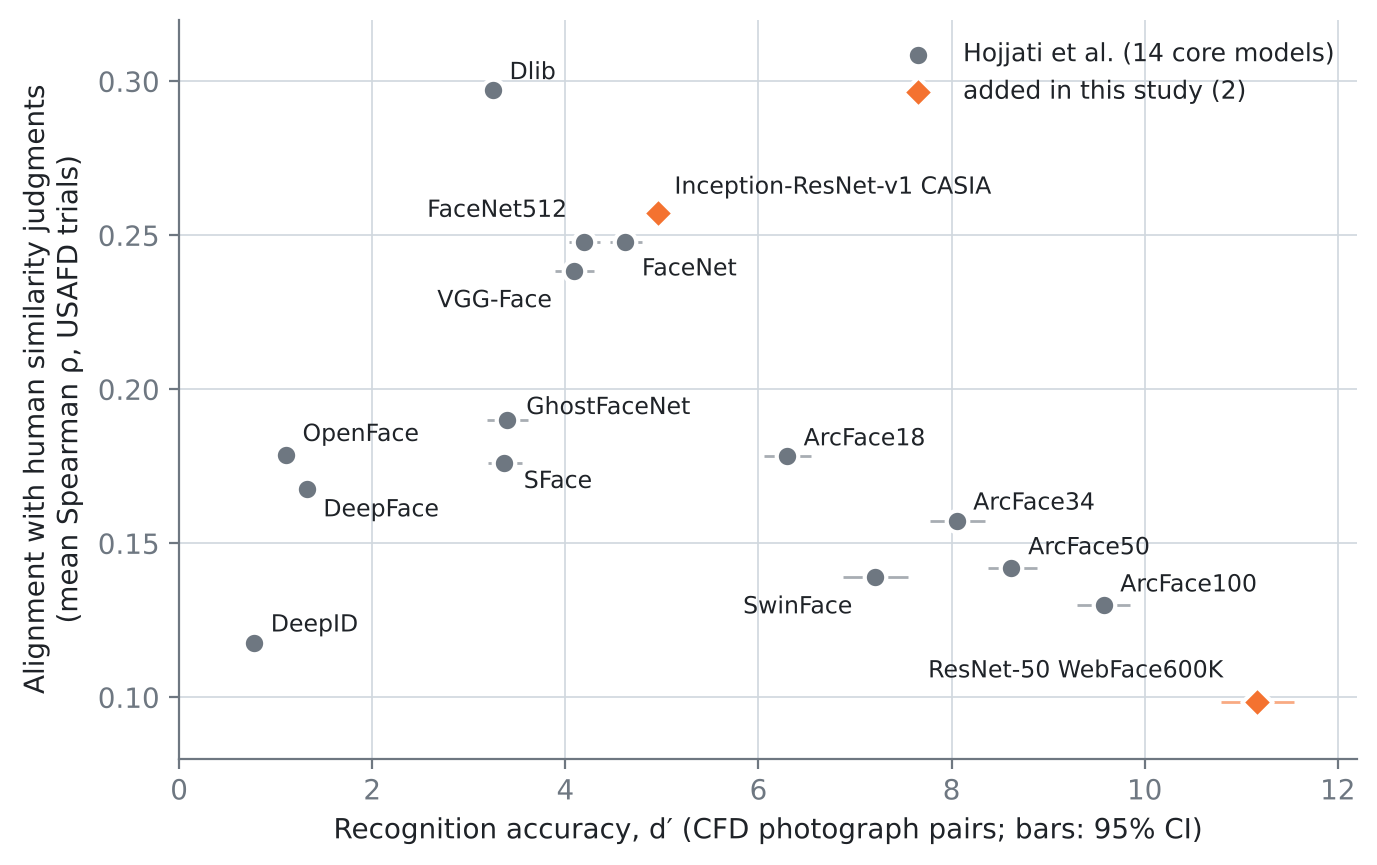 Hojjati et al. (14 core models)
added in this study (2)
Dlib
Inception-ResNet-v1 CASIA
FaceNet512
FaceNet
VGG-Face
GhostFaceNet
OpenFace
ArcFace18
SFace
DeepFace
ArcFace34
ArcFace50
ArcFace100
SwinFace
DeepID
ResNet-50 WebFace600K
0.30
0.25
0.20
0.15
0.10
0
2
4
6
8
10
12
Alignment with human similarity judgments
(mean Spearman ρ, USAFD trials)
Recognition accuracy, d′ (CFD photograph pairs; bars: 95% CI)